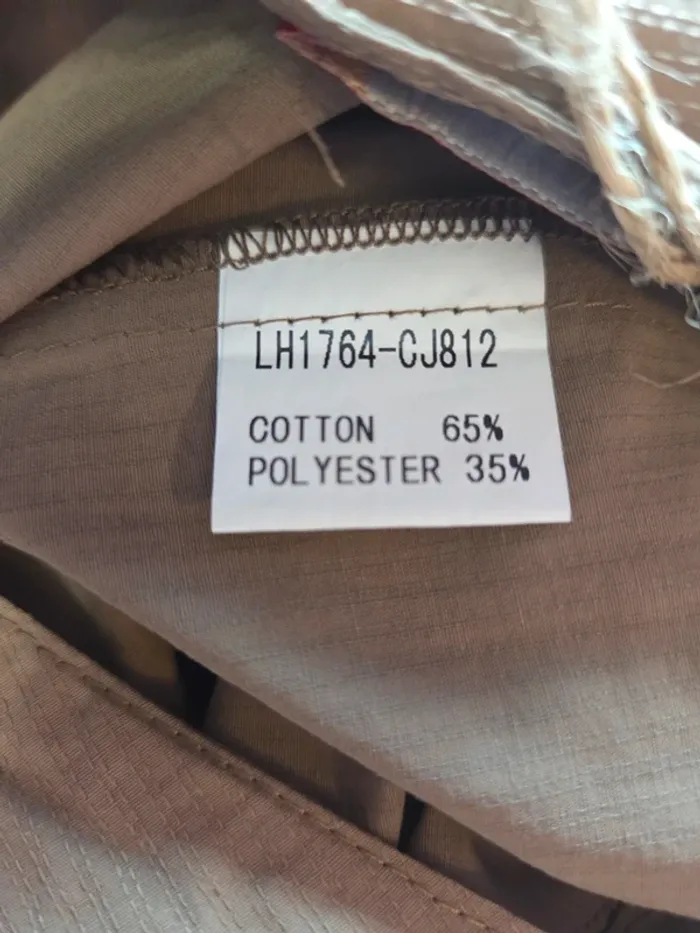 LH1764-CJ812
COTTON 65%
POLYESTER 35%